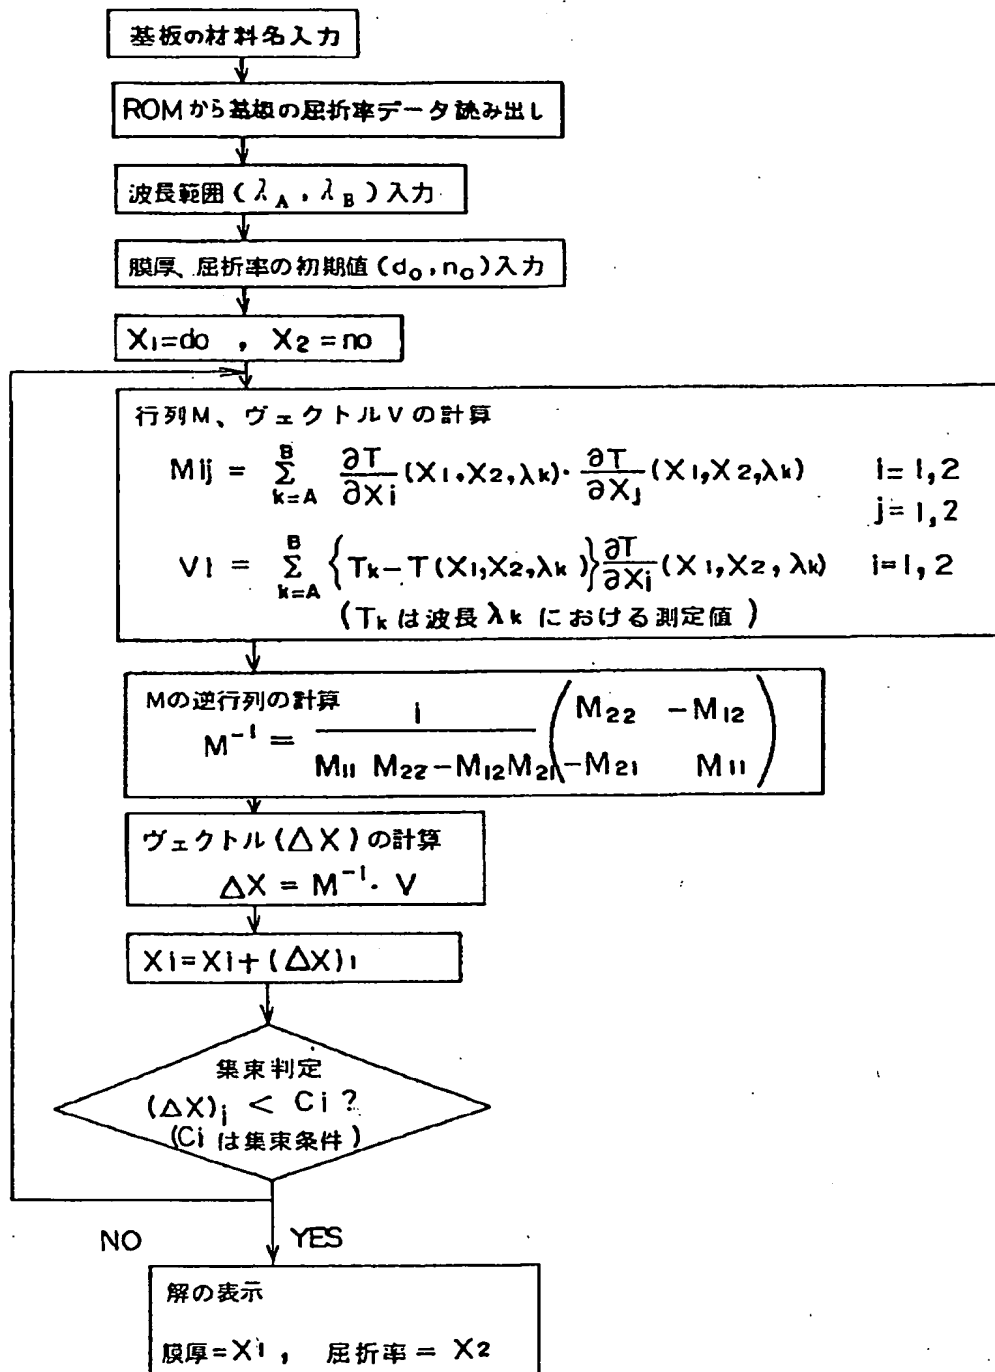 基板の材料名入力
ROMから基板の屈折率データ読み出し
波長範囲(λA, λB)入力
膜厚、屈折率の初期値(do,no)入力
X1=do , X2=no
行列M、ヴェクトルVの計算
Mij = Σ(k=A→B) ∂T/∂Xi (X1,X2,λk)・∂T/∂Xj (X1,X2,λk) i=1,2
j=1,2
Vi = Σ(k=A→B) {Tk-T(X1,X2,λk)} ∂T/∂Xi (X1,X2,λk) i=1,2
(Tkは波長λkにおける測定値)
Mの逆行列の計算
M⁻¹ = 1/(M11 M22-M12M21) (M22 -M12
-M21 M11)
ヴェクトル(△X)の計算
△X = M⁻¹・V
Xi=Xi+(△X)i
集束判定
(△X)i < Ci?
(Ciは集束条件)
NO YES
解の表示
膜厚=X1, 屈折率= X2